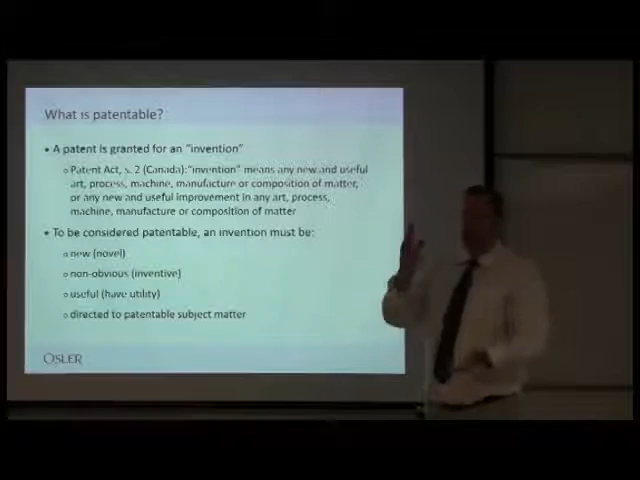 What is patentable?
• A patent is granted for an "invention"
o Patent Act, s. 2 (Canada):"invention" means any new and useful
art, process, machine, manufacture or composition of matter,
or any new and useful improvement in any art, process,
machine, manufacture or composition of matter
• To be considered patentable, an invention must be:
o new (novel)
o non-obvious (inventive)
o useful (have utility)
o directed to patentable subject matter
OSLER